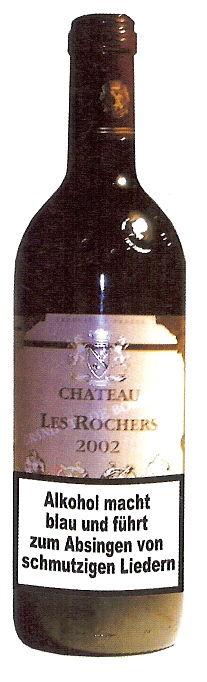 CHATEAU
LES ROCHERS
2002
Alkohol macht
blau und führt
zum Absingen von
schmutzigen Liedern